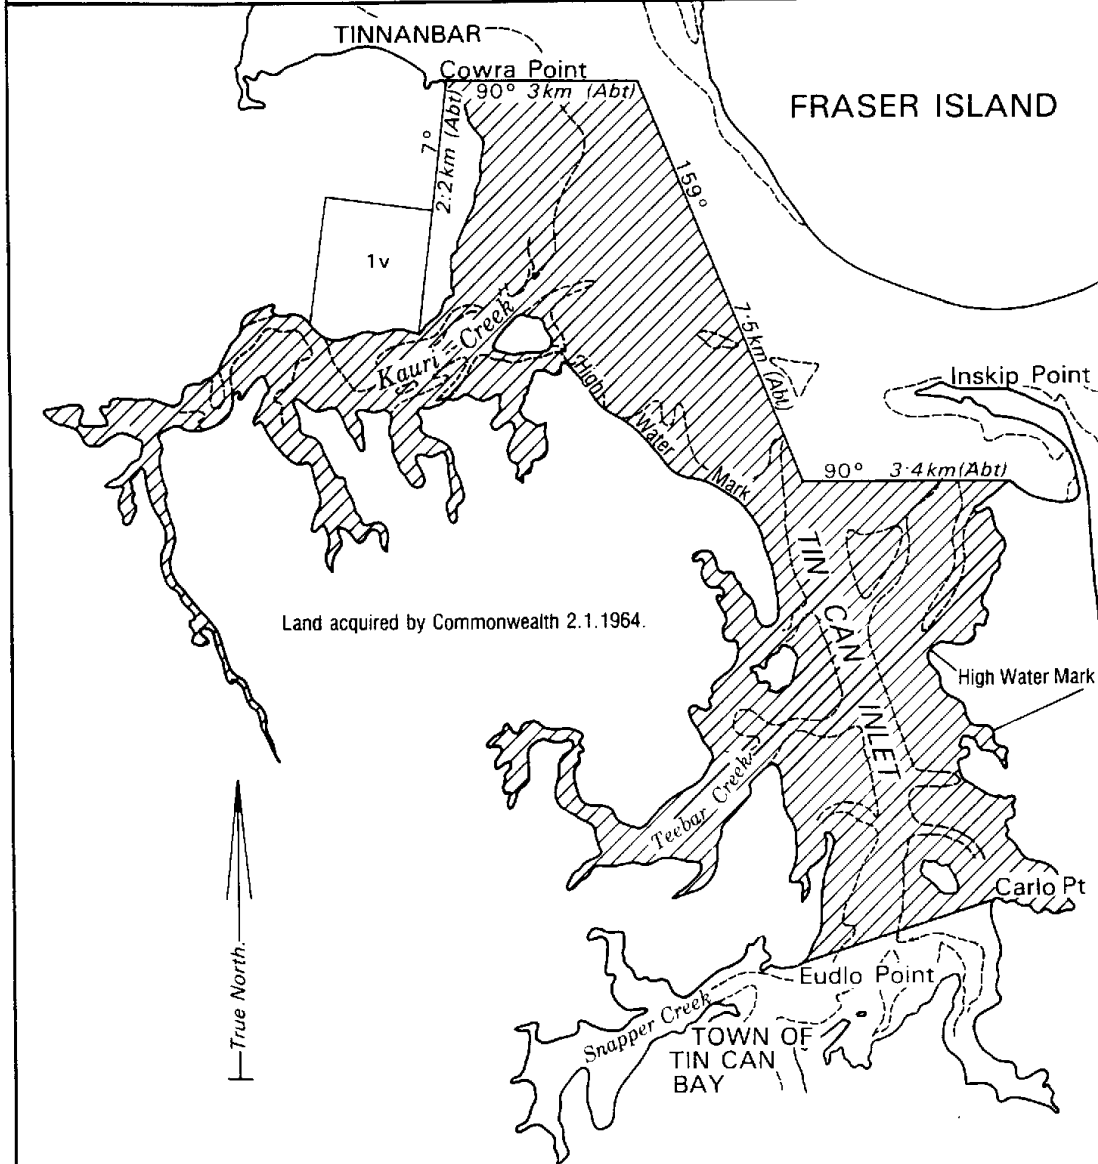 TINNANBAR
Cowra Point
90° 3km (Abt)
FRASER ISLAND
7°
2·2km (Abt)
159°
1v
7·5km (Abt)
Kauri Creek
High Water Mark
Inskip Point
90° 3·4km (Abt)
TIN CAN INLET
Land acquired by Commonwealth 2.1.1964.
High Water Mark
Teebar Creek
Carlo Pt
True North.
Eudlo Point
Snapper Creek
TOWN OF
TIN CAN
BAY